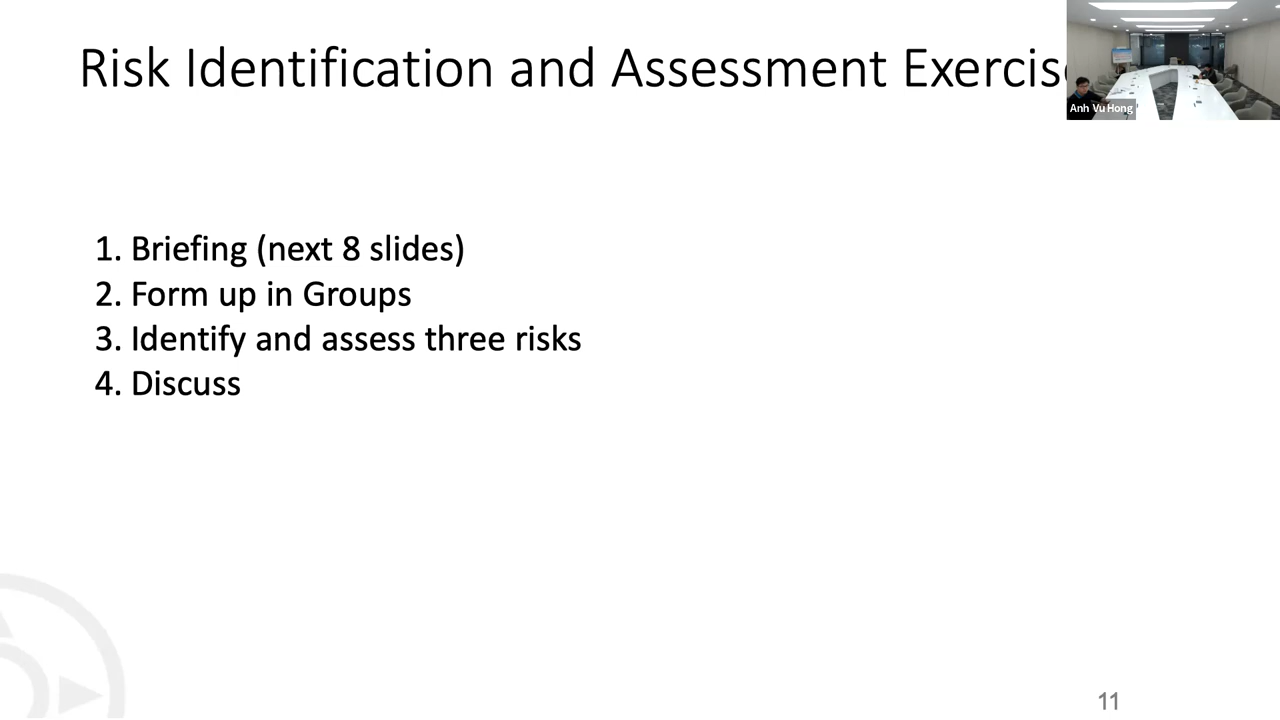 Risk Identification and Assessment Exercise
Anh Vu Hong
1. Briefing (next 8 slides)
2. Form up in Groups
3. Identify and assess three risks
4. Discuss
11